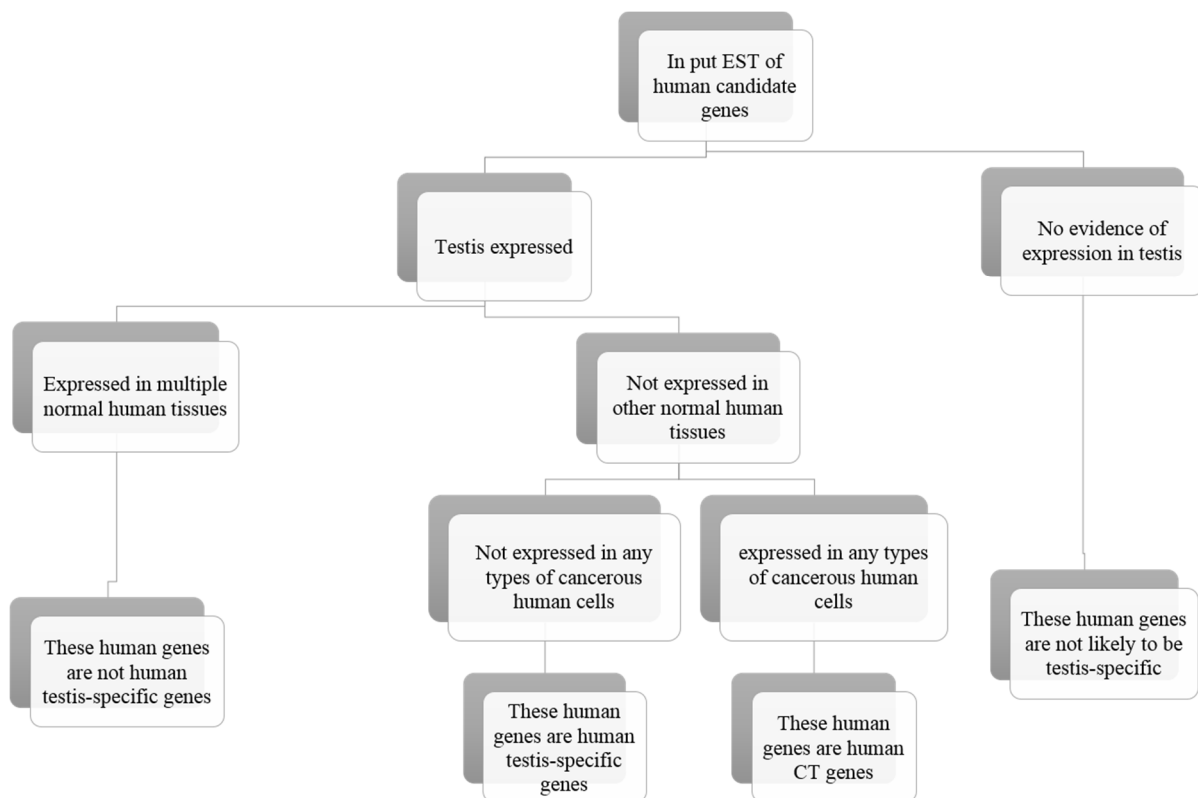 In put EST of
human candidate
genes
Testis expressed
No evidence of
expression in testis
Expressed in multiple
normal human tissues
Not expressed in
other normal human
tissues
Not expressed in any
types of cancerous
human cells
expressed in any types
of cancerous human
cells
These human genes
are not human
testis-specific genes
These human
genes are human
testis-specific
genes
These human
genes are human
CT genes
These human genes
are not likely to be
testis-specific